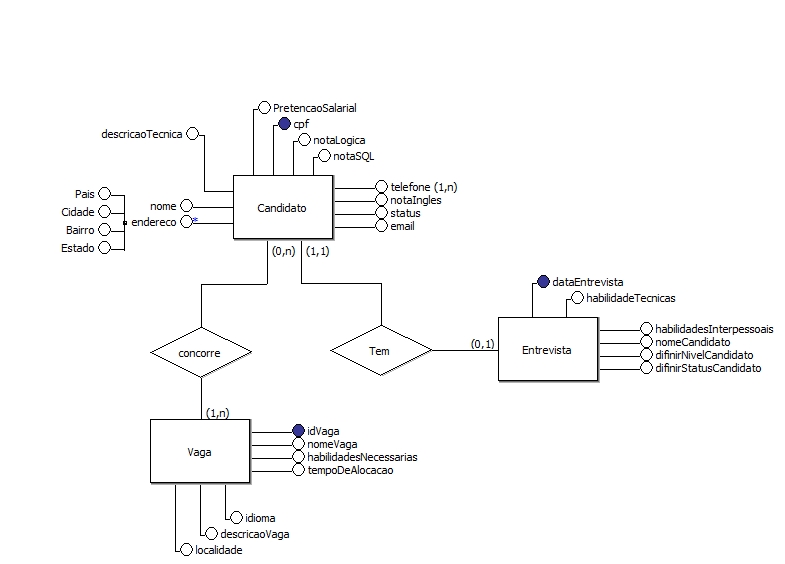 PretencaoSalarial
cpf
descricaoTecnica
notaLogica
notaSQL
Pais
Cidade
Bairro
Estado
nome
endereco
*
Candidato
telefone (1,n)
notaIngles
status
email
(0,n)
(1,1)
dataEntrevista
habilidadeTecnicas
concorre
Tem
(0,1)
Entrevista
habilidadesInterpessoais
nomeCandidato
difinirNivelCandidato
difinirStatusCandidato
(1,n)
Vaga
idVaga
nomeVaga
habilidadesNecessarias
tempoDeAlocacao
idioma
descricaoVaga
localidade